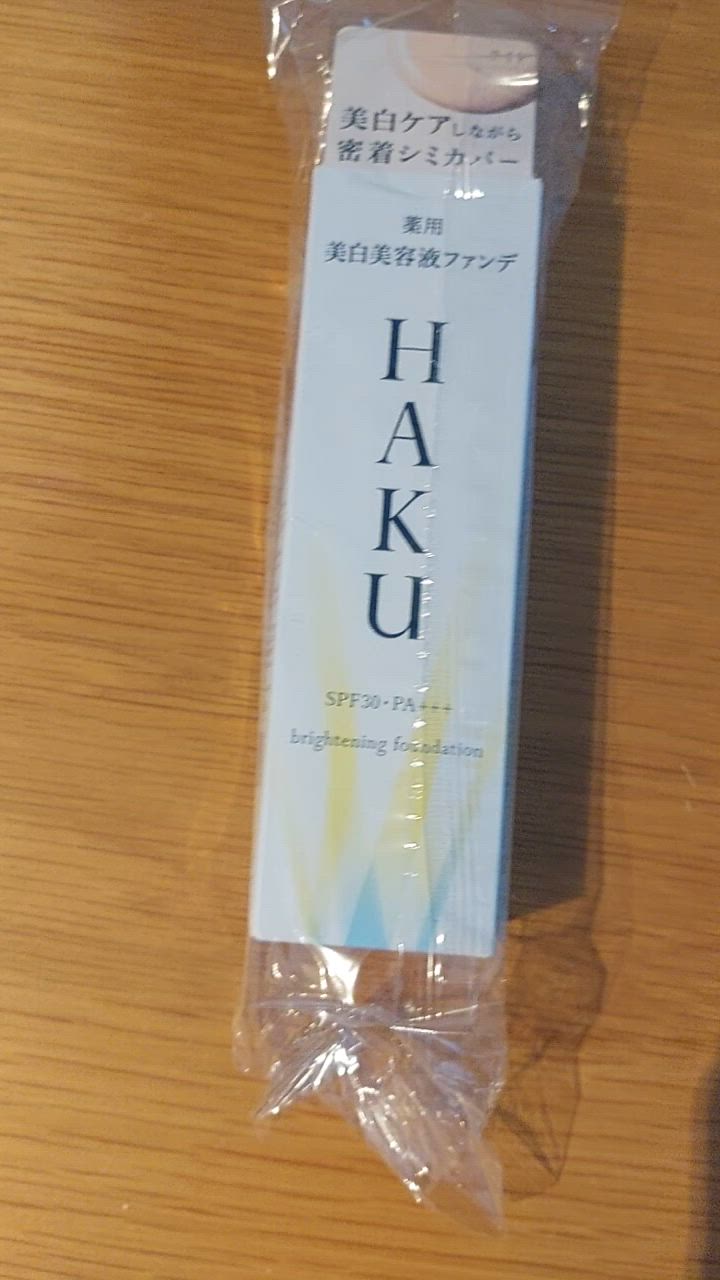 美白ケアしながら
密着シミカバー
薬用
美白美容液ファンデ
HAKU
SPF30・PA+++
brightening foundation